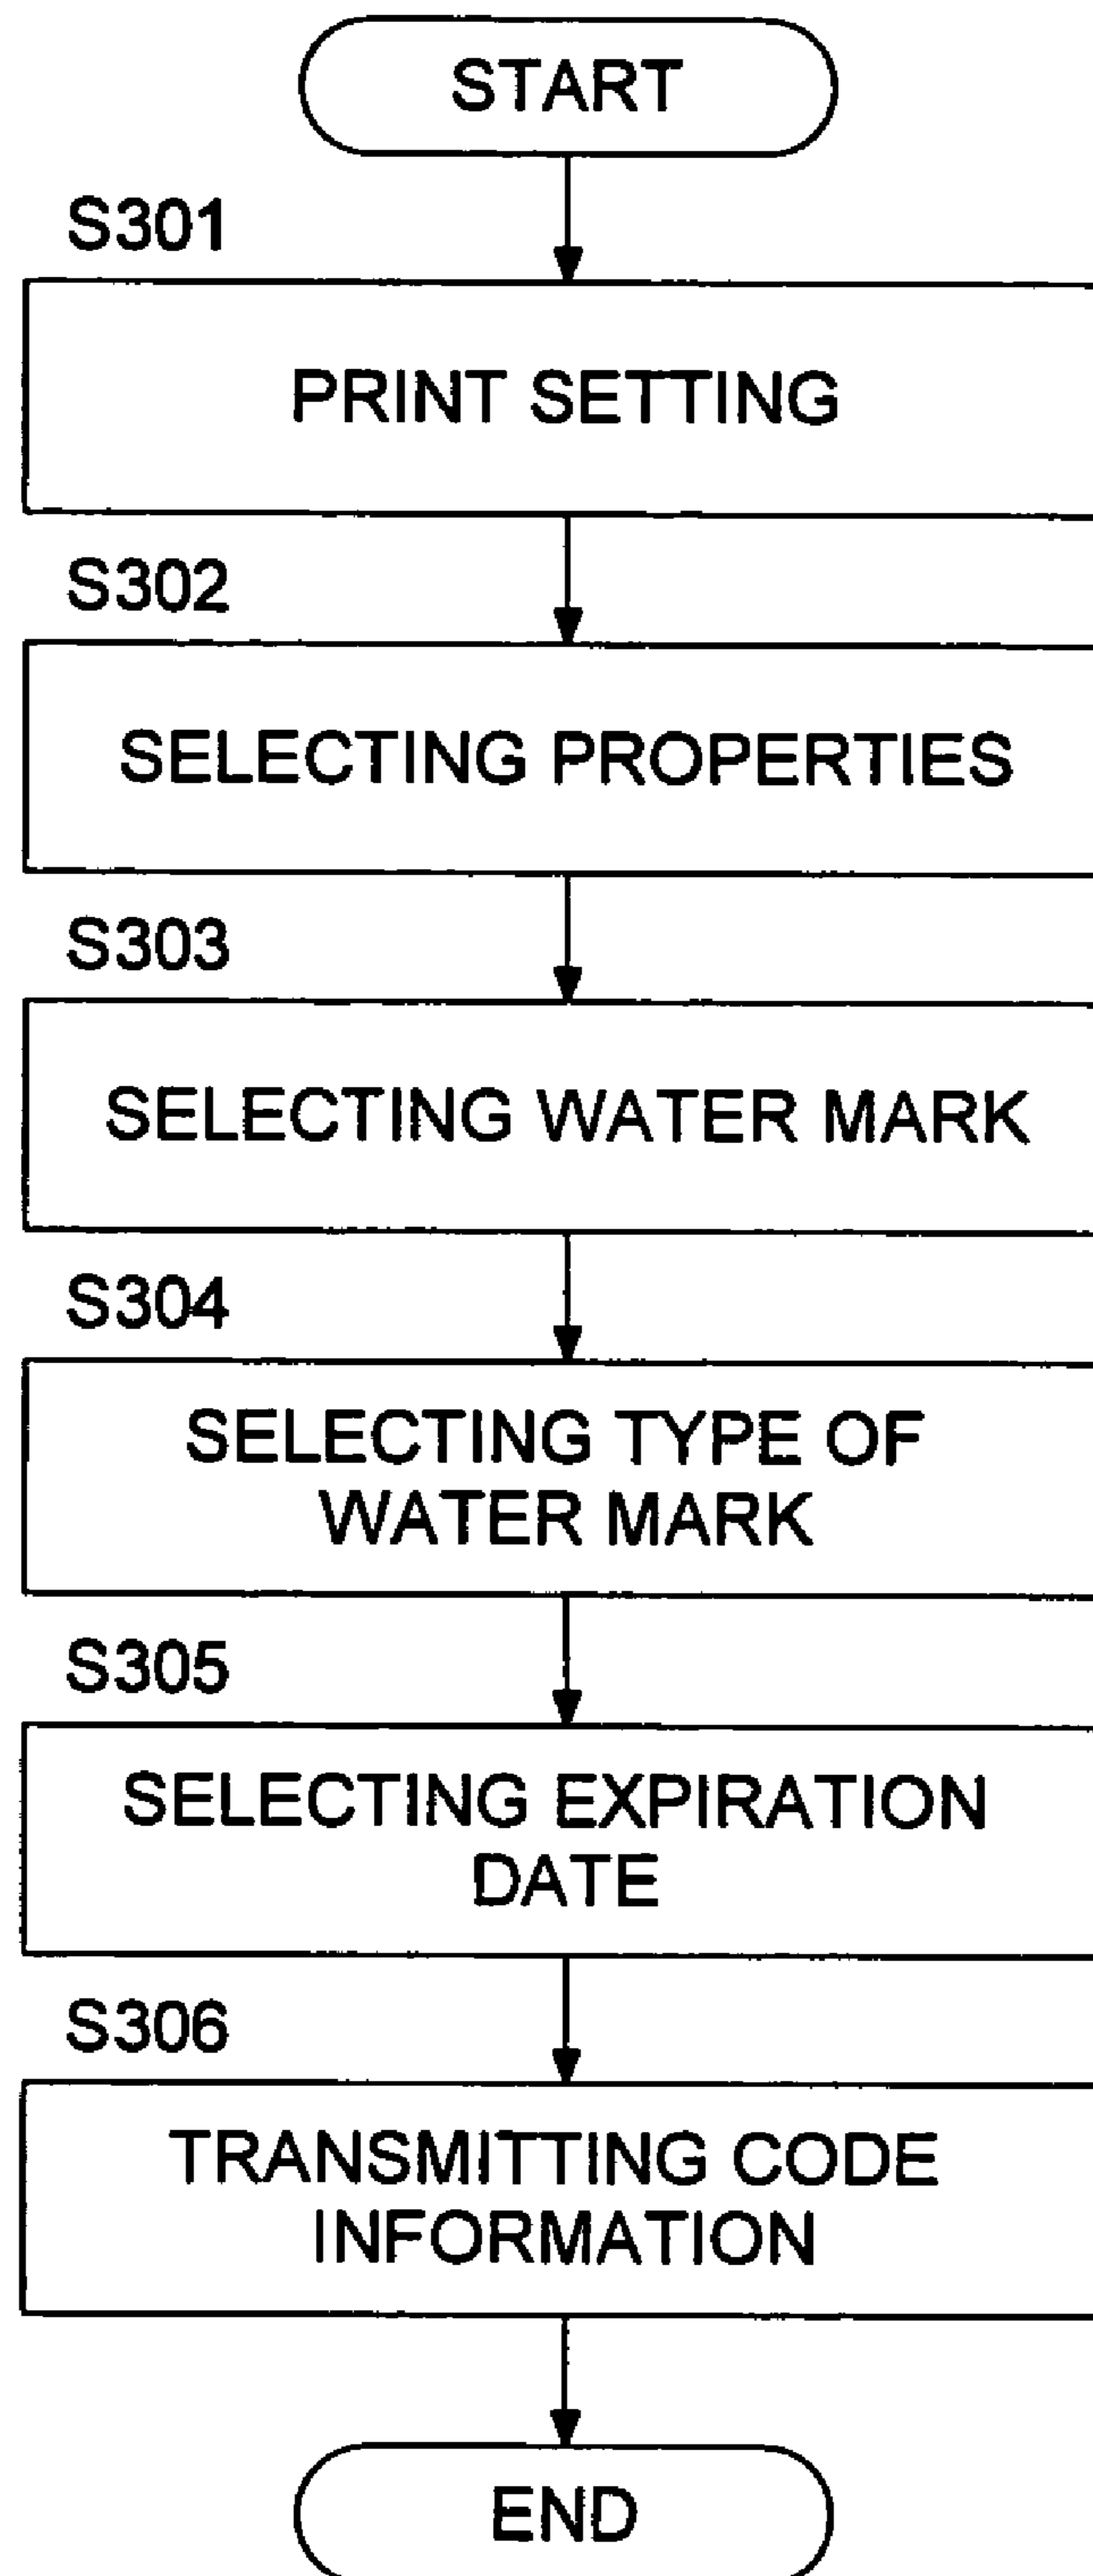 START
S301
PRINT SETTING
S302
SELECTING PROPERTIES
S303
SELECTING WATER MARK
S304
SELECTING TYPE OF
WATER MARK
S305
SELECTING EXPIRATION
DATE
S306
TRANSMITTING CODE
INFORMATION
END